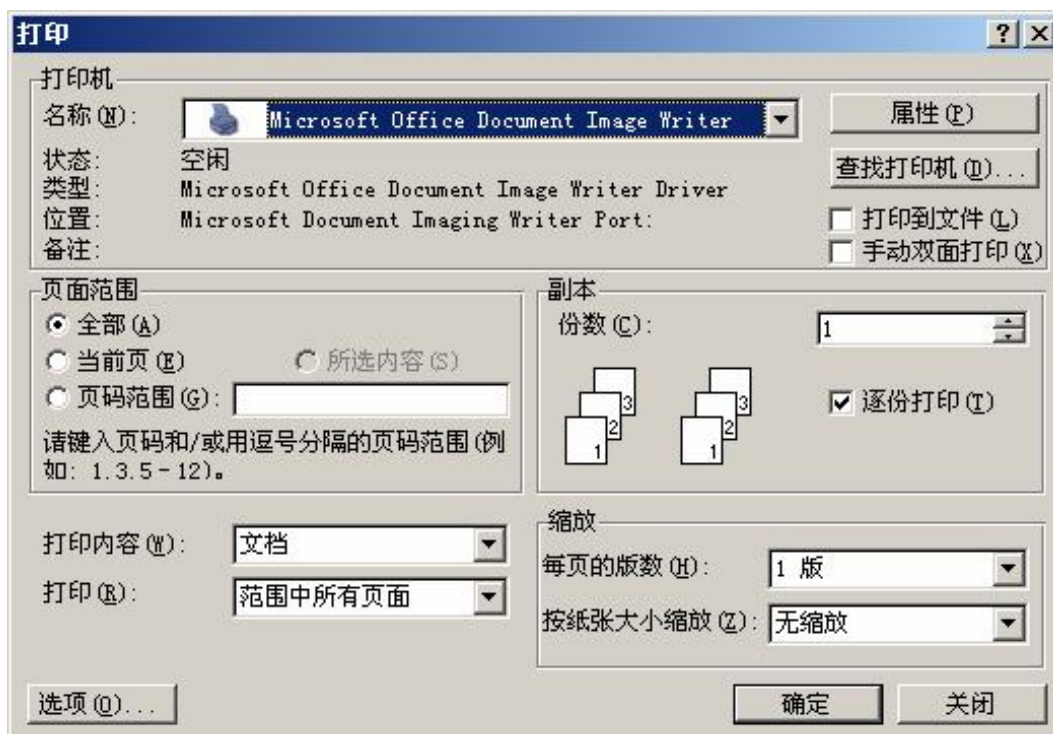 打印
打印机
名称(N): Microsoft Office Document Image Writer 属性(P)
状态: 空闲 查找打印机(D)...
类型: Microsoft Office Document Image Writer Driver
位置: Microsoft Document Imaging Writer Port: 打印到文件(L)
备注: 手动双面打印(X)
页面范围
全部(A)
当前页(E) 所选内容(S)
页码范围(G):
请键入页码和/或用逗号分隔的页码范围(例
如: 1.3.5-12)。
副本
份数(C): 1
3 3
2 2
1 1
逐份打印(T)
打印内容(W): 文档
打印(R): 范围中所有页面
缩放
每页的版数(H): 1 版
按纸张大小缩放(Z): 无缩放
选项(O)... 确定 关闭